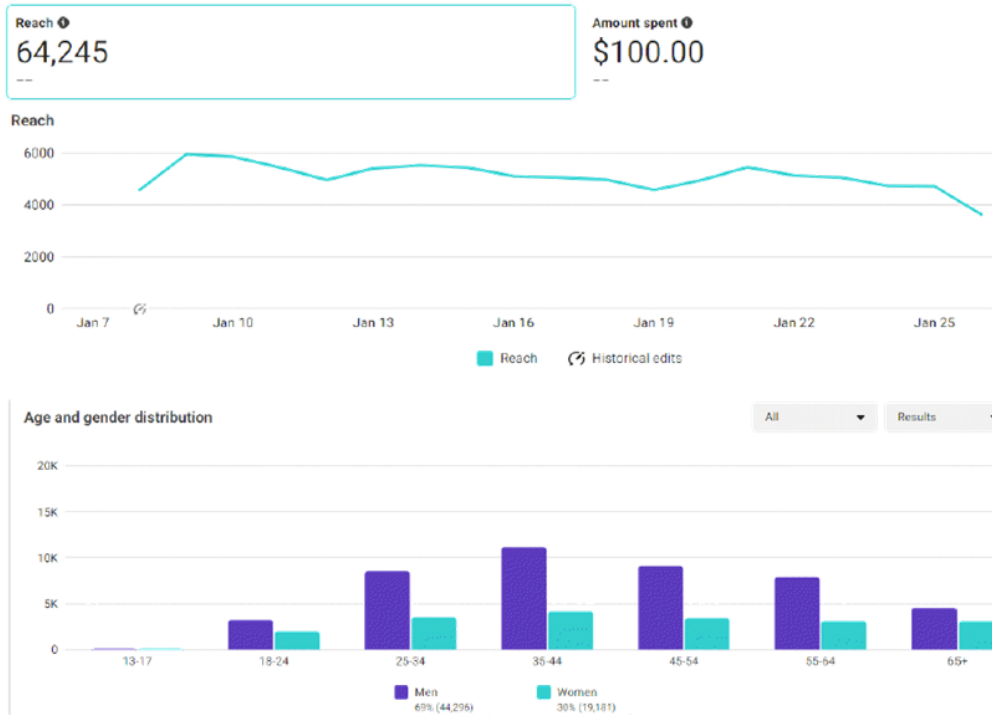 Reach
64,245
--
Amount spent
$100.00
--
Reach
6000
4000
2000
0
Jan 7 Jan 10 Jan 13 Jan 16 Jan 19 Jan 22 Jan 25
Reach Historical edits
Age and gender distribution
All Results
20K
15K
10K
5K
0
13-17 18-24 25-34 35-44 45-54 55-64 65+
Men Women
69% (44,296) 30% (19,181)